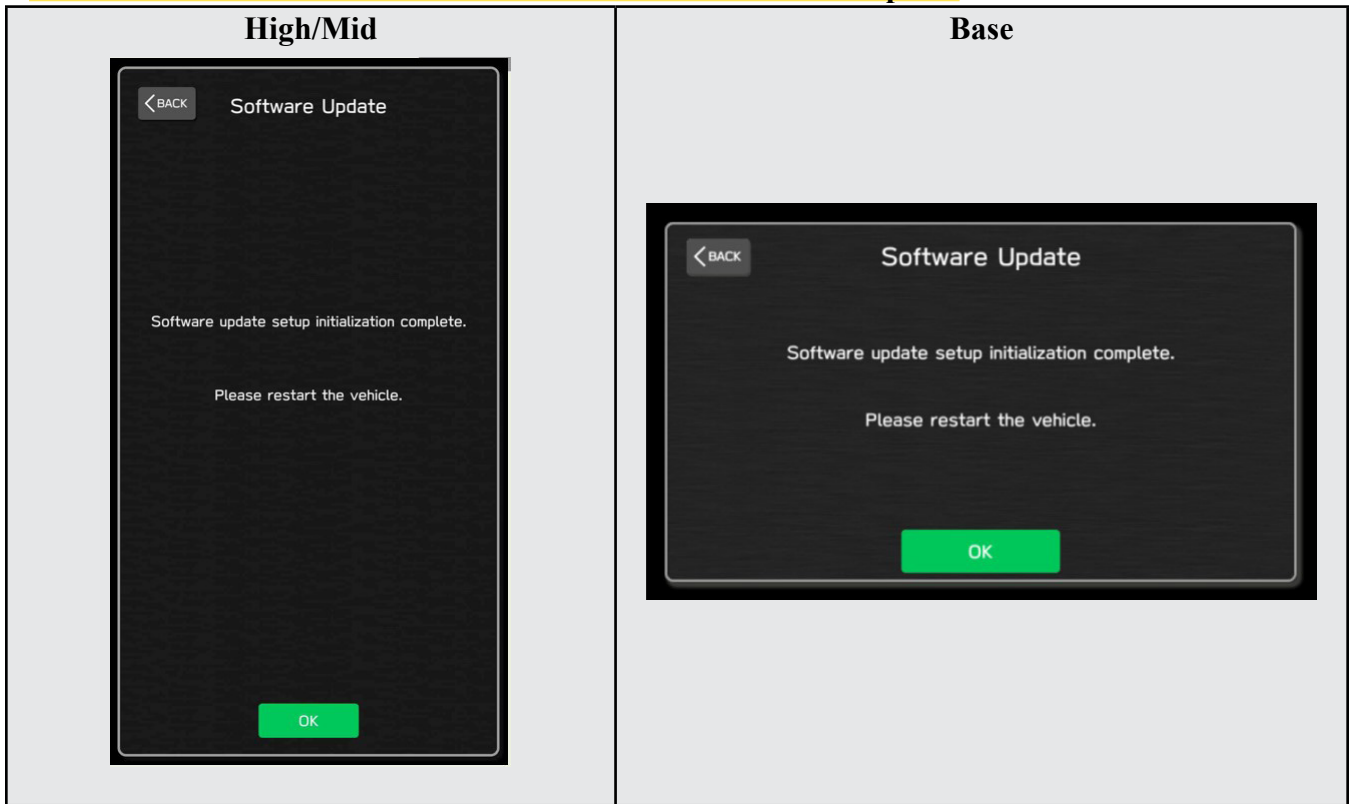 High/Mid
Base
BACK
Software Update
Software update setup initialization complete.
Please restart the vehicle.
OK
BACK
Software Update
Software update setup initialization complete.
Please restart the vehicle.
OK